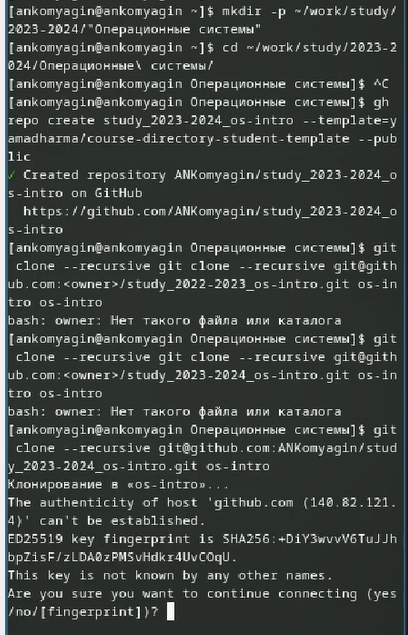 [ankomyagin@ankomyagin ~]$ mkdir -p ~/work/study/
2023-2024/"Операционные системы"
[ankomyagin@ankomyagin ~]$ cd ~/work/study/2023-2
024/Операционные\ системы/
[ankomyagin@ankomyagin Операционные системы]$ ^C
[ankomyagin@ankomyagin Операционные системы]$ gh
repo create study_2023-2024_os-intro --template=y
amadharma/course-directory-student-template --pub
lic
✓ Created repository ANKomyagin/study_2023-2024_o
s-intro on GitHub
  https://github.com/ANKomyagin/study_2023-2024_o
s-intro
[ankomyagin@ankomyagin Операционные системы]$ git
 clone --recursive git clone --recursive git@gith
ub.com:<owner>/study_2022-2023_os-intro.git os-in
tro os-intro
bash: owner: Нет такого файла или каталога
[ankomyagin@ankomyagin Операционные системы]$ git
 clone --recursive git clone --recursive git@gith
ub.com:<owner>/study_2023-2024_os-intro.git os-in
tro os-intro
bash: owner: Нет такого файла или каталога
[ankomyagin@ankomyagin Операционные системы]$ git
 clone --recursive git@github.com:ANKomyagin/stud
y_2023-2024_os-intro.git os-intro
Клонирование в «os-intro»...
The authenticity of host 'github.com (140.82.121.
4)' can't be established.
ED25519 key fingerprint is SHA256:+DiY3wvvV6TuJJh
bpZisF/zLDA0zPMSvHdkr4UvCOqU.
This key is not known by any other names.
Are you sure you want to continue connecting (yes
/no/[fingerprint])?